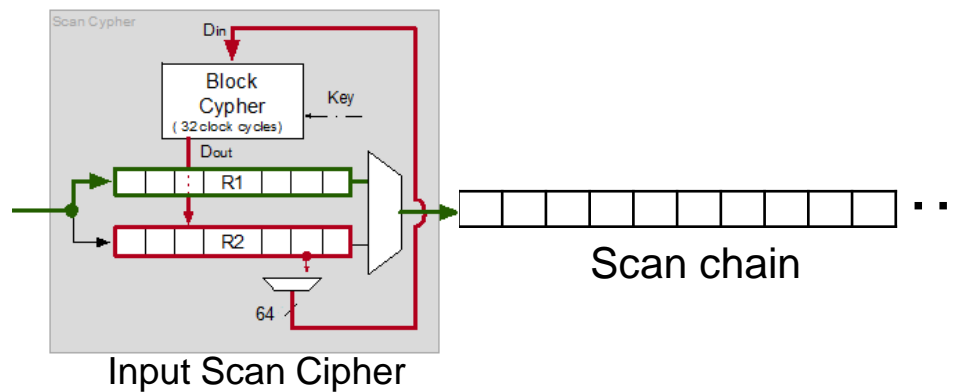 Scan Cypher
Din
Block
Cypher
( 32 clock cycles)
Key
Dout
R1
R2
64
Scan chain
Input Scan Cipher